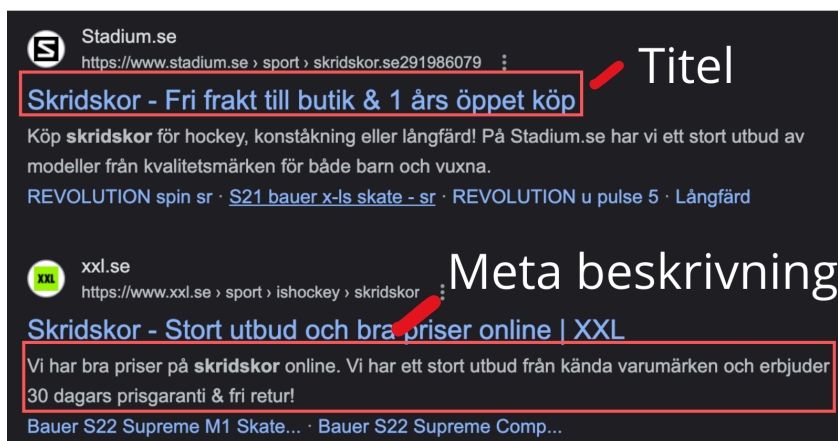 Stadium.se
https://www.stadium.se › sport › skridskor.se291986079
Titel
Skridskor - Fri frakt till butik & 1 års öppet köp
Köp skridskor för hockey, konståkning eller långfärd! På Stadium.se har vi ett stort utbud av
modeller från kvalitetsmärken för både barn och vuxna.
REVOLUTION spin sr · S21 bauer x-ls skate - sr · REVOLUTION u pulse 5 · Långfärd
XXL
xxl.se
https://www.xxl.se › sport › ishockey › skridskor
Meta beskrivning
Skridskor - Stort utbud och bra priser online | XXL
Vi har bra priser på skridskor online. Vi har ett stort utbud från kända varumärken och erbjuder
30 dagars prisgaranti & fri retur!
Bauer S22 Supreme M1 Skate... · Bauer S22 Supreme Comp...